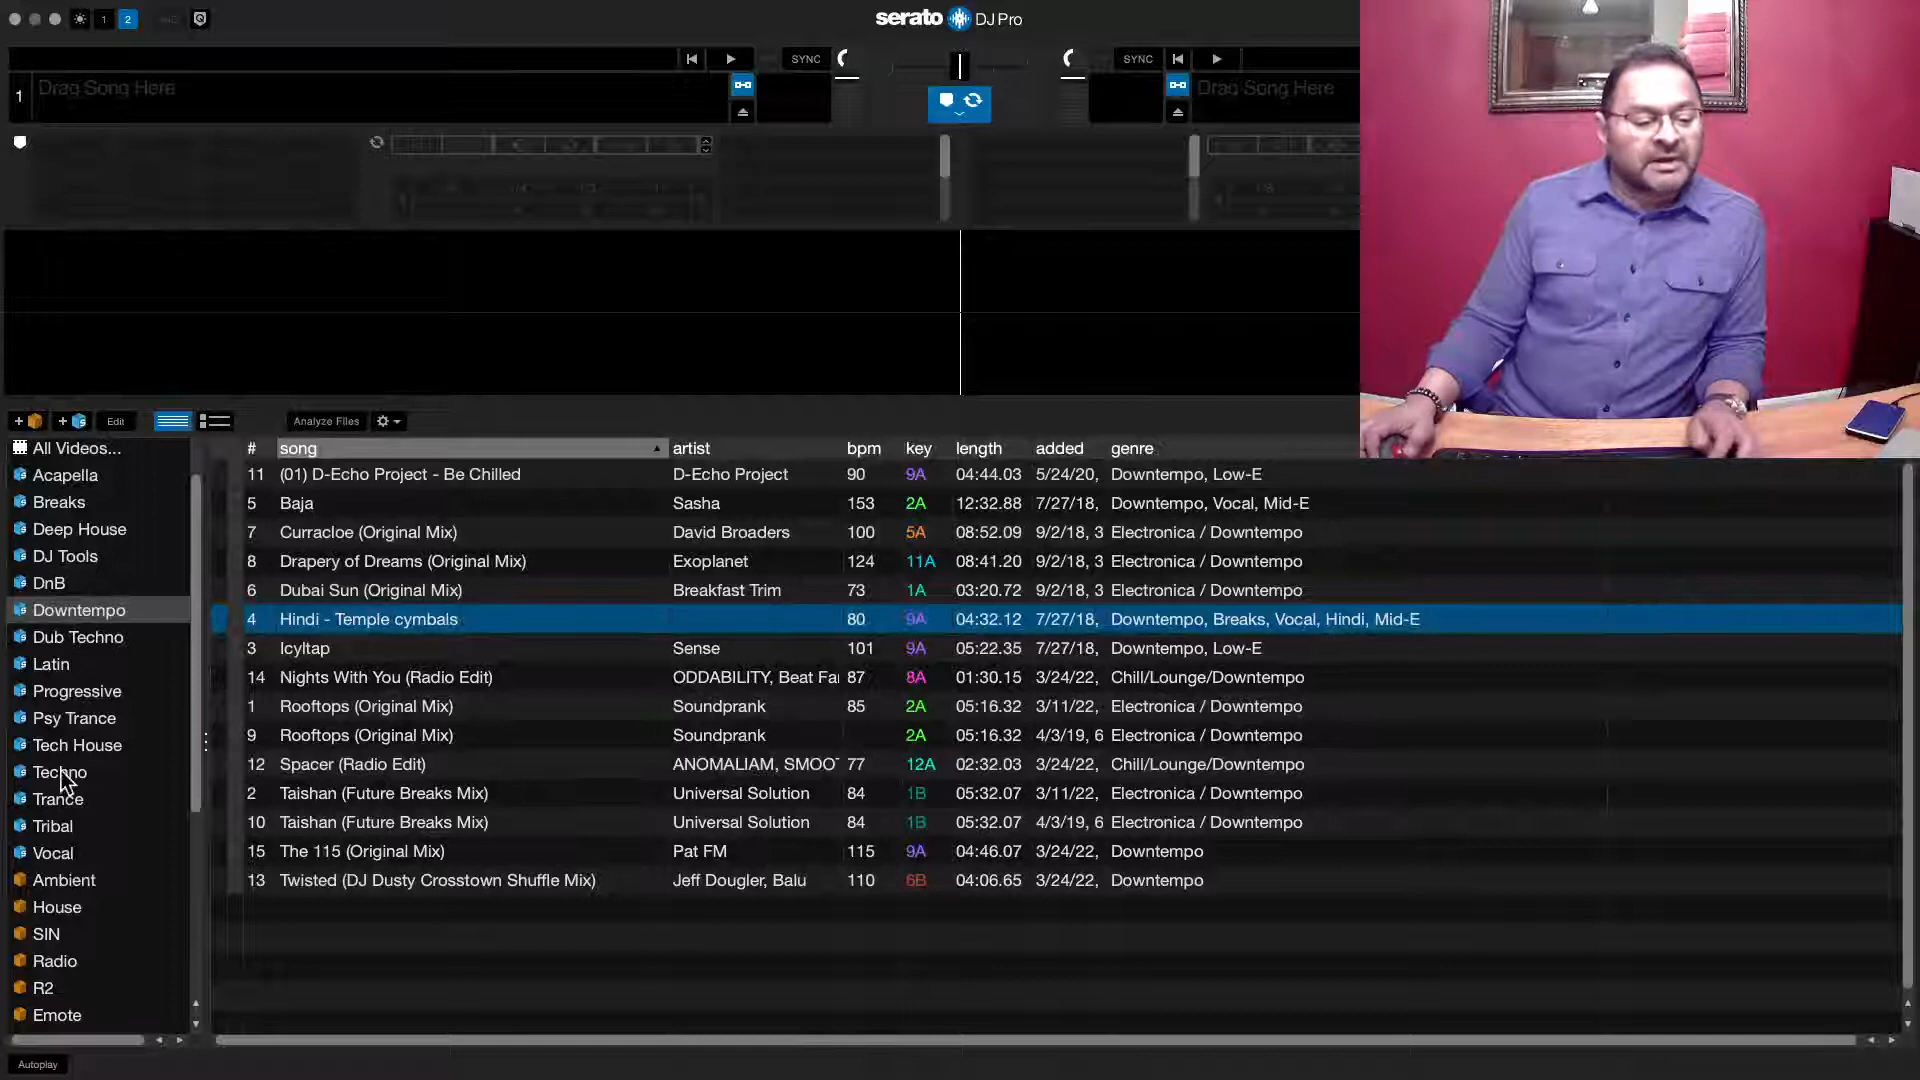 1 2
serato DJ Pro
SYNC
SYNC
1 Drag Song Here
Drag Song Here
Edit
Analyze Files
All Videos...
Acapella
Breaks
Deep House
DJ Tools
DnB
Downtempo
Dub Techno
Latin
Progressive
Psy Trance
Tech House
Techno
Trance
Tribal
Vocal
Ambient
House
SIN
Radio
R2
Emote
# song artist bpm key length added genre
11 (01) D-Echo Project - Be Chilled D-Echo Project 90 9A 04:44.03 5/24/20, Downtempo, Low-E
5 Baja Sasha 153 2A 12:32.88 7/27/18, Downtempo, Vocal, Mid-E
7 Curracloe (Original Mix) David Broaders 100 5A 08:52.09 9/2/18, 3 Electronica / Downtempo
8 Drapery of Dreams (Original Mix) Exoplanet 124 11A 08:41.20 9/2/18, 3 Electronica / Downtempo
6 Dubai Sun (Original Mix) Breakfast Trim 73 1A 03:20.72 9/2/18, 3 Electronica / Downtempo
4 Hindi - Temple cymbals 80 9A 04:32.12 7/27/18, Downtempo, Breaks, Vocal, Hindi, Mid-E
3 Icyltap Sense 101 9A 05:22.35 7/27/18, Downtempo, Low-E
14 Nights With You (Radio Edit) ODDABILITY, Beat Fa 87 8A 01:30.15 3/24/22, Chill/Lounge/Downtempo
1 Rooftops (Original Mix) Soundprank 85 2A 05:16.32 3/11/22, Electronica / Downtempo
9 Rooftops (Original Mix) Soundprank 2A 05:16.32 4/3/19, 6 Electronica / Downtempo
12 Spacer (Radio Edit) ANOMALIAM, SMOO 77 12A 02:32.03 3/24/22, Chill/Lounge/Downtempo
2 Taishan (Future Breaks Mix) Universal Solution 84 1B 05:32.07 3/11/22, Electronica / Downtempo
10 Taishan (Future Breaks Mix) Universal Solution 84 1B 05:32.07 4/3/19, 6 Electronica / Downtempo
15 The 115 (Original Mix) Pat FM 115 9A 04:46.07 3/24/22, Downtempo
13 Twisted (DJ Dusty Crosstown Shuffle Mix) Jeff Dougler, Balu 110 6B 04:06.65 3/24/22, Downtempo
Autoplay